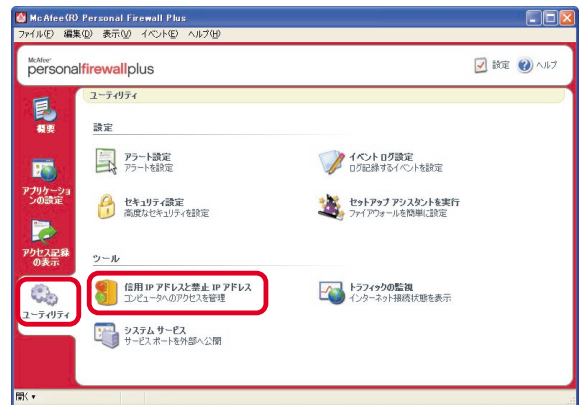 McAfee(R) Personal Firewall Plus
ファイル(F) 編集(D) 表示(V) イベント(E) ヘルプ(H)
McAfee
personalfirewallplus
設定 ヘルプ
概要
アプリケーションの設定
アクセス記録の表示
ユーティリティ
ユーティリティ
設定
アラート設定
アラートを設定
イベント ログ設定
ログ記録するイベントを設定
セキュリティ設定
高度なセキュリティを設定
セットアップ アシスタントを実行
ファイアウォールを簡単に設定
ツール
信用 IP アドレスと禁止 IP アドレス
コンピュータへのアクセスを管理
トラフィックの監視
インターネット接続状態を表示
システム サービス
サービス ポートを外部へ公開
開く